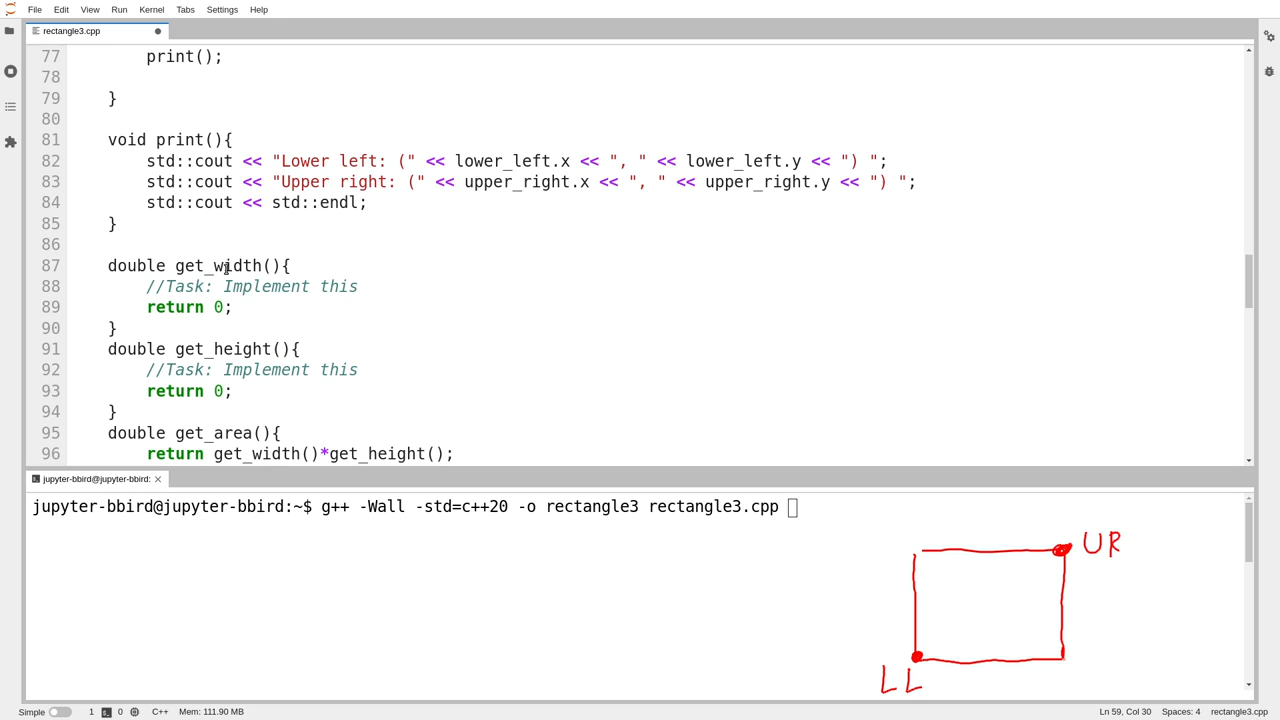 File Edit View Run Kernel Tabs Settings Help
rectangle3.cpp
77 print();
78
79 }
80
81 void print(){
82 std::cout << "Lower left: (" << lower_left.x << ", " << lower_left.y << ") ";
83 std::cout << "Upper right: (" << upper_right.x << ", " << upper_right.y << ") ";
84 std::cout << std::endl;
85 }
86
87 double get_width(){
88 //Task: Implement this
89 return 0;
90 }
91 double get_height(){
92 //Task: Implement this
93 return 0;
94 }
95 double get_area(){
96 return get_width()*get_height();
jupyter-bbird@jupyter-bbird:
jupyter-bbird@jupyter-bbird:~$ g++ -Wall -std=c++20 -o rectangle3 rectangle3.cpp
UR
LL
Simple 1 0 C++ Mem: 111.90 MB Ln 59, Col 30 Spaces: 4 rectangle3.cpp